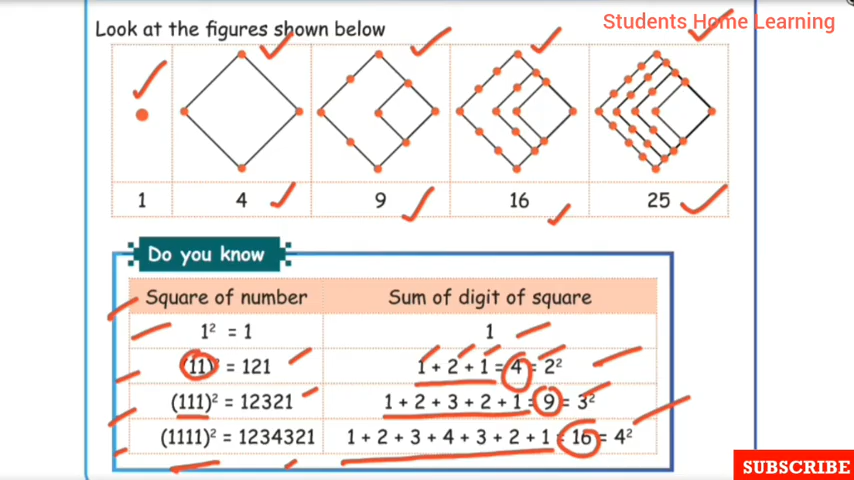 Students Home Learning
Look at the figures shown below
1 4 9 16 25
Do you know
Square of number Sum of digit of square
1² = 1 1
(11)² = 121 1 + 2 + 1 = 4 = 2²
(111)² = 12321 1 + 2 + 3 + 2 + 1 = 9 = 3²
(1111)² = 1234321 1 + 2 + 3 + 4 + 3 + 2 + 1 = 16 = 4²
SUBSCRIBE